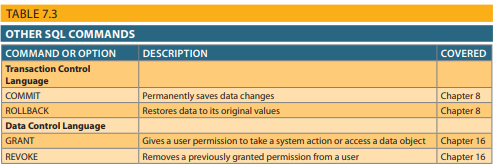 TABLE 7.3
OTHER SQL COMMANDS
COMMAND OR OPTION DESCRIPTION COVERED
Transaction Control
Language
COMMIT Permanently saves data changes Chapter 8
ROLLBACK Restores data to its original values Chapter 8
Data Control Language
GRANT Gives a user permission to take a system action or access a data object Chapter 16
REVOKE Removes a previously granted permission from a user Chapter 16